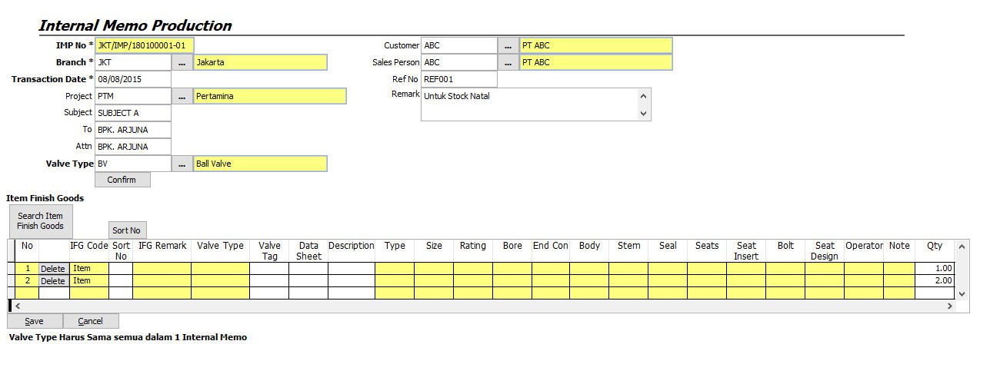 Internal Memo Production
IMP No * JKT/IMP/180100001-01 Customer ABC ... PT ABC
Branch * JKT ... Jakarta Sales Person ABC ... PT ABC
Transaction Date * 08/08/2015 Ref No REF001
Project PTM ... Pertamina Remark Untuk Stock Natal
Subject SUBJECT A
To BPK. ARJUNA
Attn BPK. ARJUNA
Valve Type BV ... Ball Valve
Confirm
Item Finish Goods
Search Item
Finish Goods
Sort No
No IFG Code Sort No IFG Remark Valve Type Valve Tag Data Sheet Description Type Size Rating Bore End Con Body Stem Seal Seats Seat Insert Bolt Seat Design Operator Note Qty
1 Delete Item 1.00
2 Delete Item 2.00
Save Cancel
Valve Type Harus Sama semua dalam 1 Internal Memo